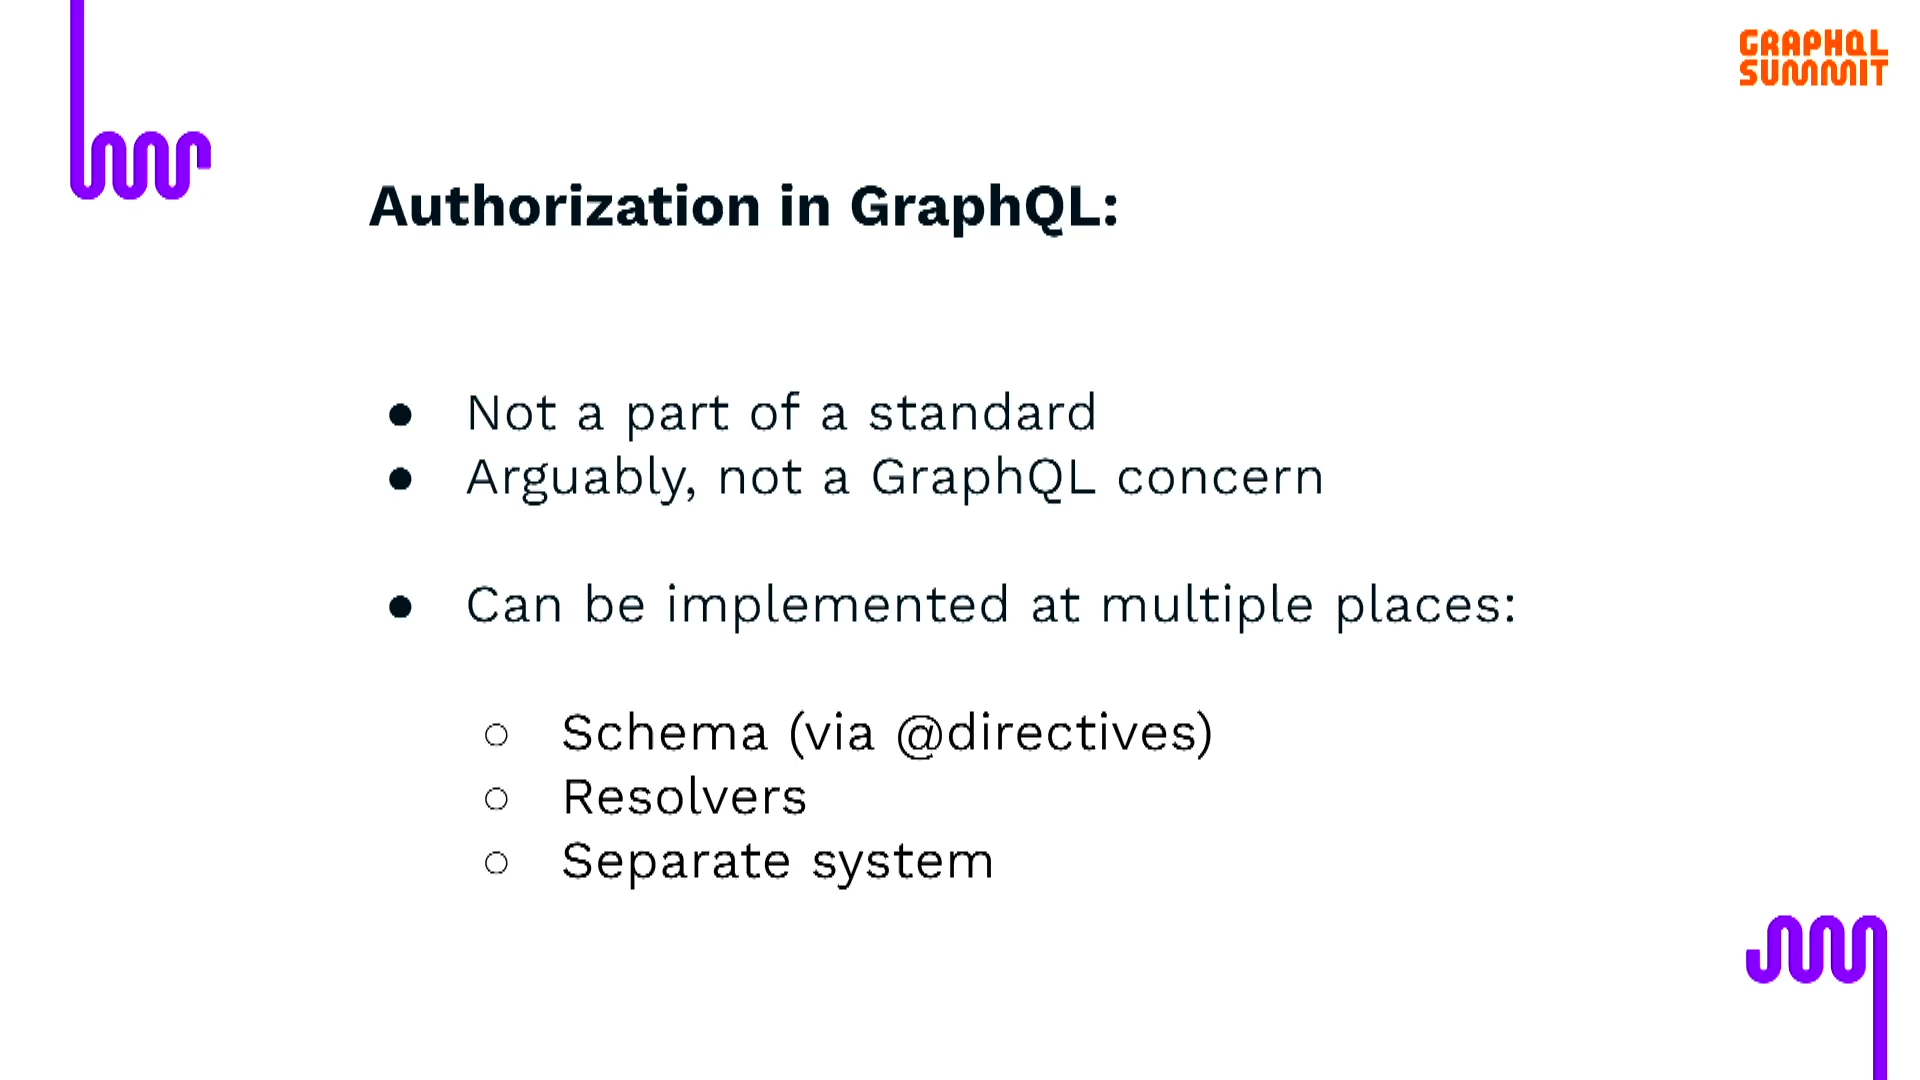 GRAPHQL
SUMMIT
Authorization in GraphQL:
● Not a part of a standard
● Arguably, not a GraphQL concern
● Can be implemented at multiple places:
○ Schema (via @directives)
○ Resolvers
○ Separate system